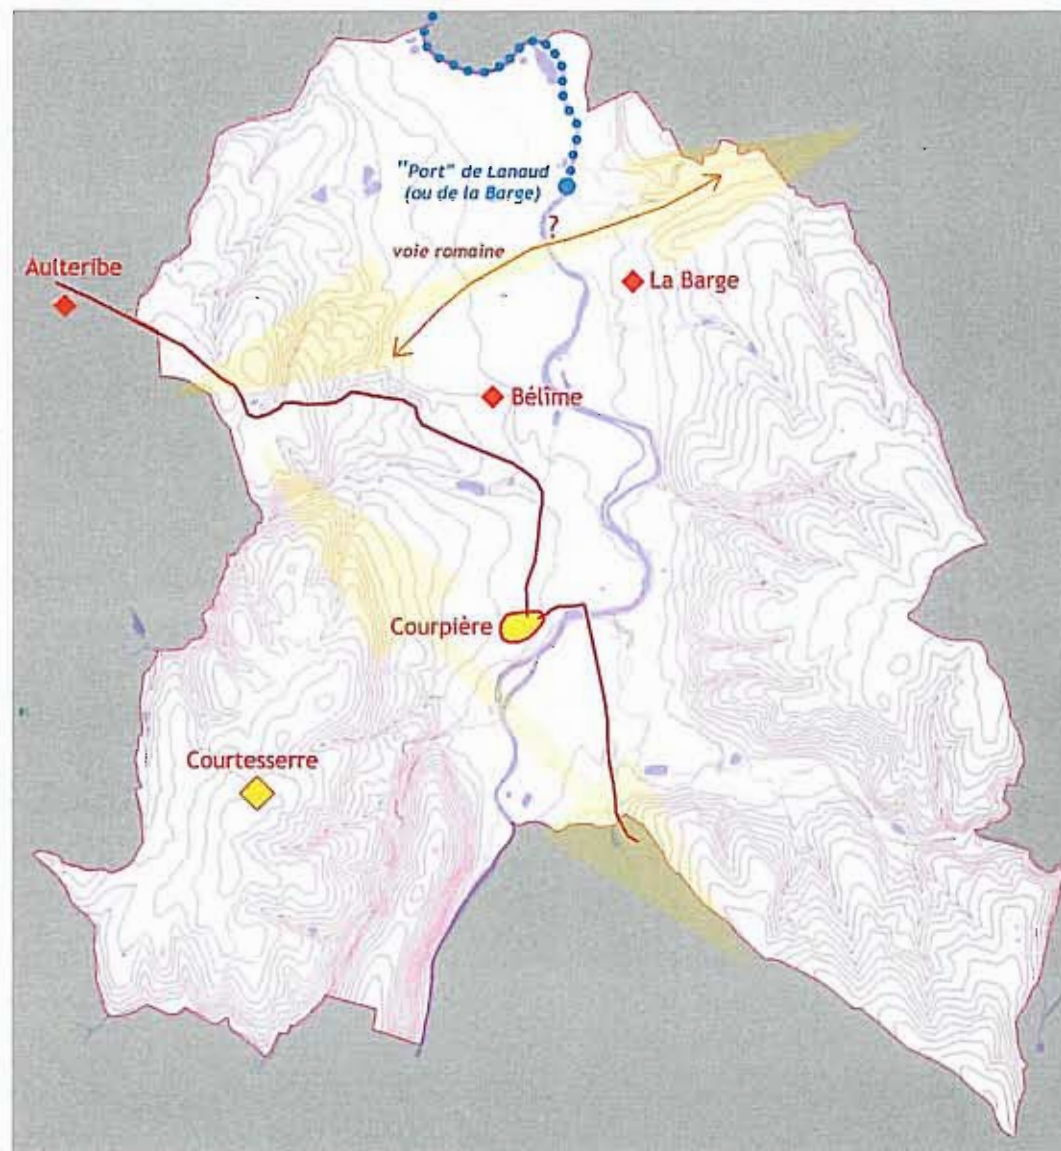 "Port" de Lanaud
(ou de la Barge)
?
voie romaine
Aulteribe
La Barge
Bélîme
Courpière
Courtesserre